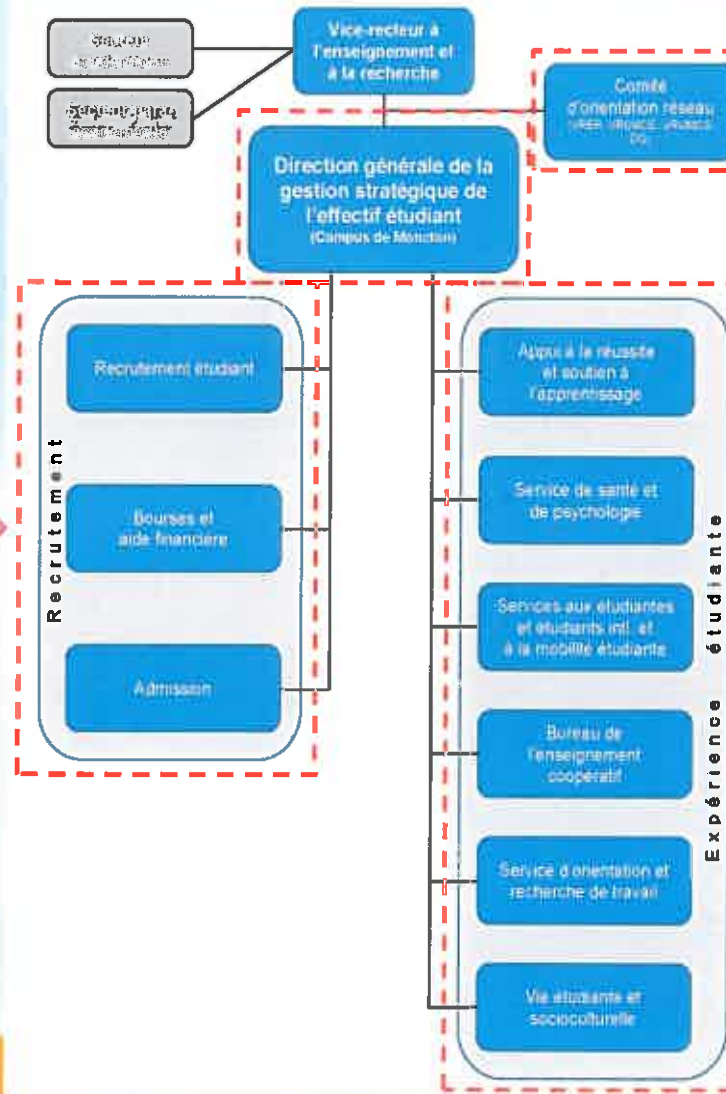 Vice-recteur à
l'enseignement et
à la recherche
Comité
d'orientation réseau
Direction générale de la
gestion stratégique de
l'effectif étudiant
(Campus de Moncton)
Recrutement
Recrutement étudiant
Bourses et
aide financière
Admission
Expérience étudiante
Appui à la réussite
et soutien à
l'apprentissage
Service de santé et
de psychologie
Services aux étudiantes
et étudiants intl. et
à la mobilité étudiante
Bureau de
l'enseignement
coopératif
Service d'orientation et
recherche de travail
Vie étudiante et
socioculturelle